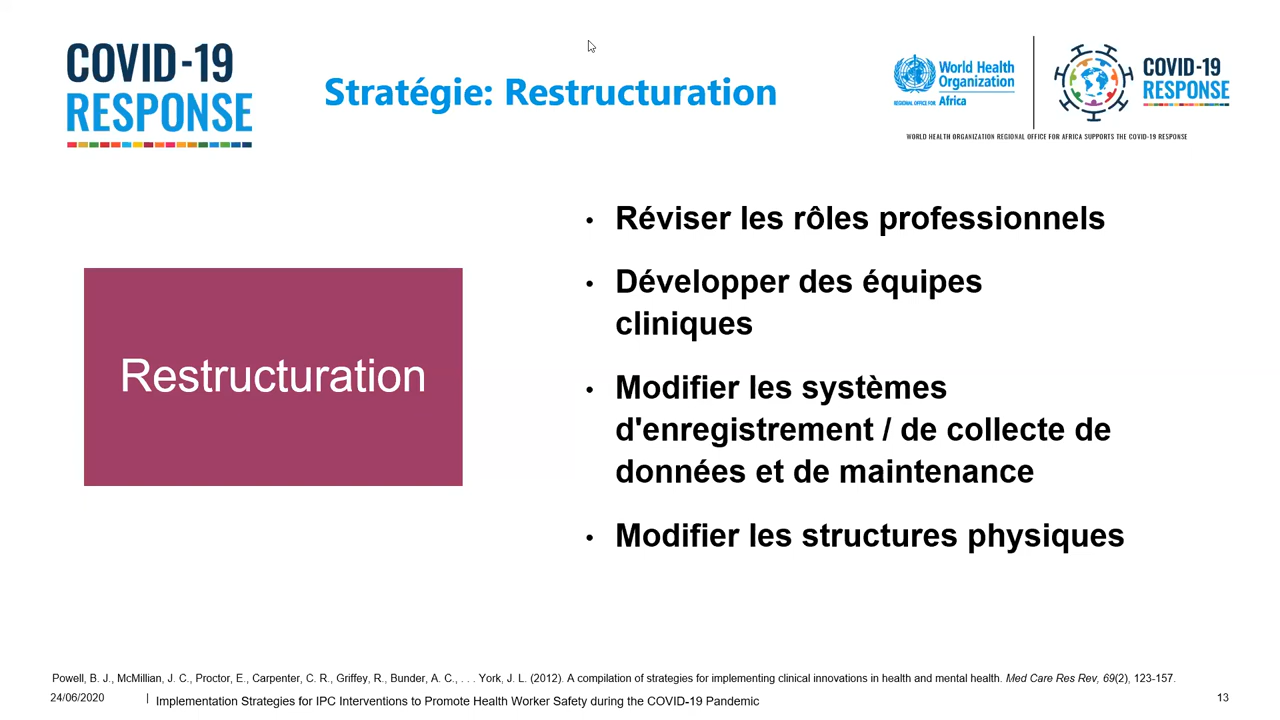 COVID-19
RESPONSE
Stratégie: Restructuration
World Health
Organization
REGIONAL OFFICE FOR Africa
COVID-19
RESPONSE
WORLD HEALTH ORGANIZATION REGIONAL OFFICE FOR AFRICA SUPPORTS THE COVID-19 RESPONSE
Restructuration
• Réviser les rôles professionnels
• Développer des équipes
cliniques
• Modifier les systèmes
d'enregistrement / de collecte de
données et de maintenance
• Modifier les structures physiques
Powell, B. J., McMillian, J. C., Proctor, E., Carpenter, C. R., Griffey, R., Bunder, A. C., . . . York, J. L. (2012). A compilation of strategies for implementing clinical innovations in health and mental health. Med Care Res Rev, 69(2), 123-157.
24/06/2020 | Implementation Strategies for IPC Interventions to Promote Health Worker Safety during the COVID-19 Pandemic 13